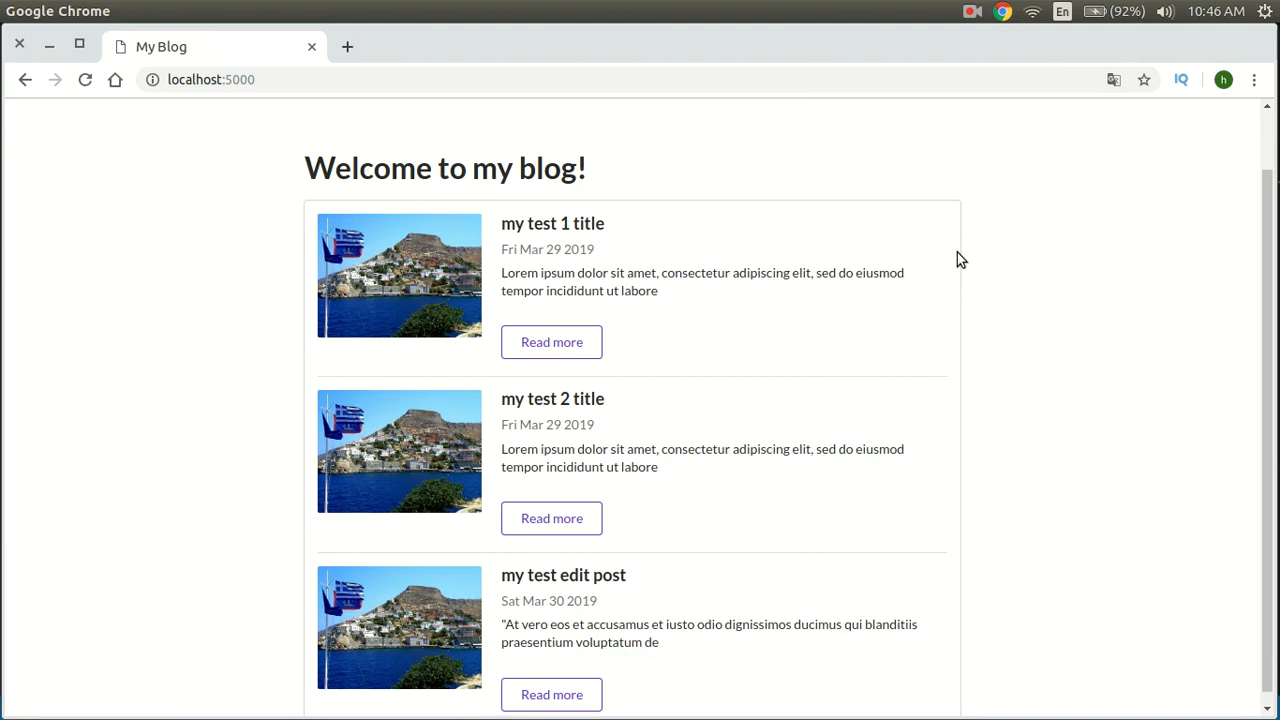 Google Chrome
En
(92%)
10:46 AM
My Blog
localhost:5000
IQ
h
Welcome to my blog!
my test 1 title
Fri Mar 29 2019
Lorem ipsum dolor sit amet, consectetur adipiscing elit, sed do eiusmod
tempor incididunt ut labore
Read more
my test 2 title
Fri Mar 29 2019
Lorem ipsum dolor sit amet, consectetur adipiscing elit, sed do eiusmod
tempor incididunt ut labore
Read more
my test edit post
Sat Mar 30 2019
"At vero eos et accusamus et iusto odio dignissimos ducimus qui blanditiis
praesentium voluptatum de
Read more